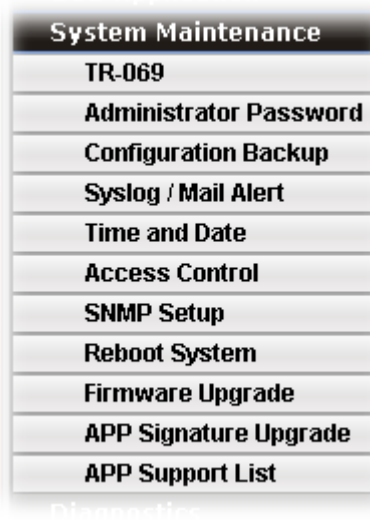 System Maintenance
TR-069
Administrator Password
Configuration Backup
Syslog / Mail Alert
Time and Date
Access Control
SNMP Setup
Reboot System
Firmware Upgrade
APP Signature Upgrade
APP Support List
Diagnostics